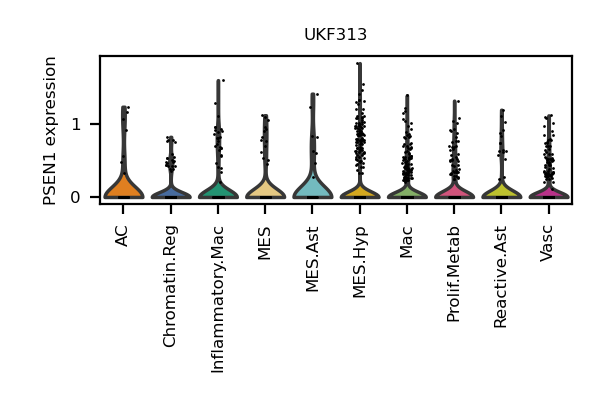 UKF313
PSEN1 expression
1
0
AC
Chromatin.Reg
Inflammatory.Mac
MES
MES.Ast
MES.Hyp
Mac
Prolif.Metab
Reactive.Ast
Vasc